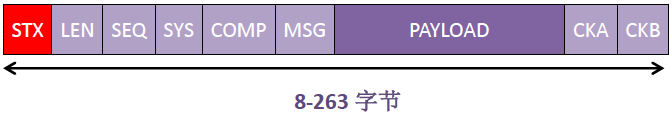 STX LEN SEQ SYS COMP MSG PAYLOAD CKA CKB
8-263 字节